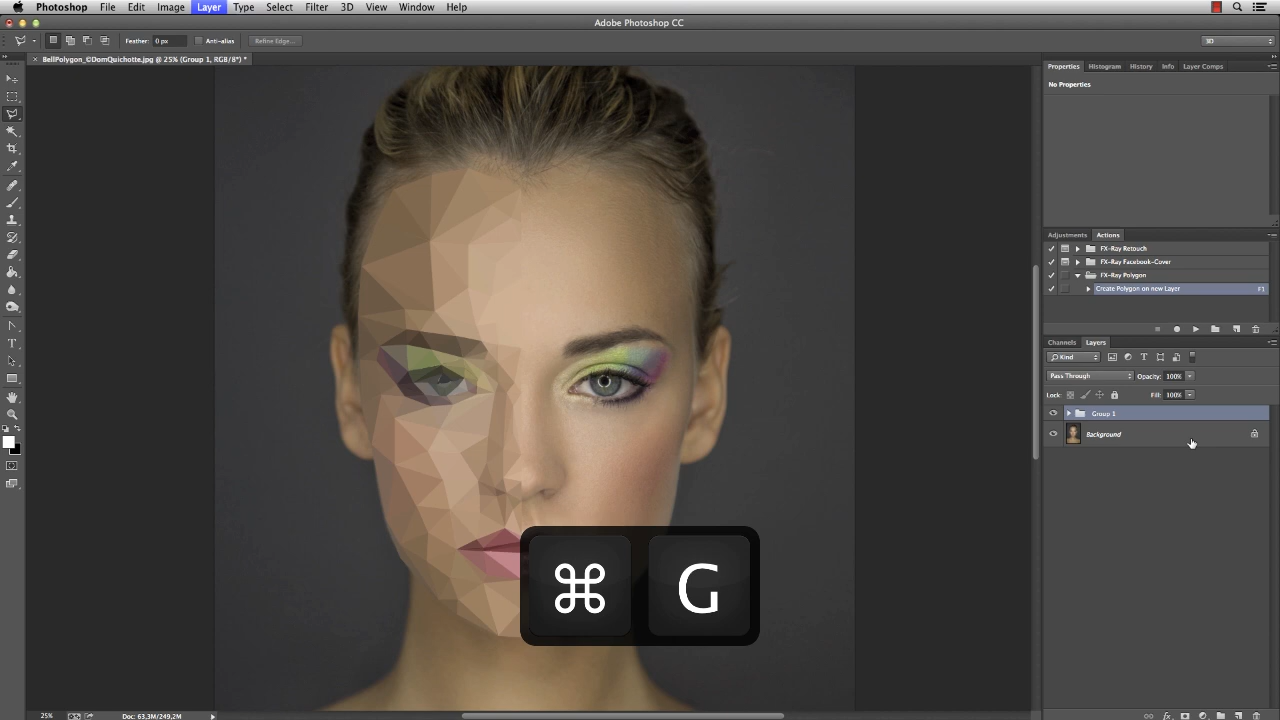 Photoshop File Edit Image Layer Type Select Filter 3D View Window Help
Adobe Photoshop CC
Feather: 0 px Anti-alias Refine Edge... 3D
× BellPolygon_©DomQuichotte.jpg @ 25% (Group 1, RGB/8*) *
Properties Histogram History Info Layer Comps
No Properties
Adjustments Actions
FX-Ray Retouch
FX-Ray Facebook-Cover
FX-Ray Polygon
Create Polygon on new Layer F1
Channels Layers
Kind
Pass Through Opacity: 100%
Lock: Fill: 100%
Group 1
Background
⌘ G
25% Doc: 63,3M/249,2M